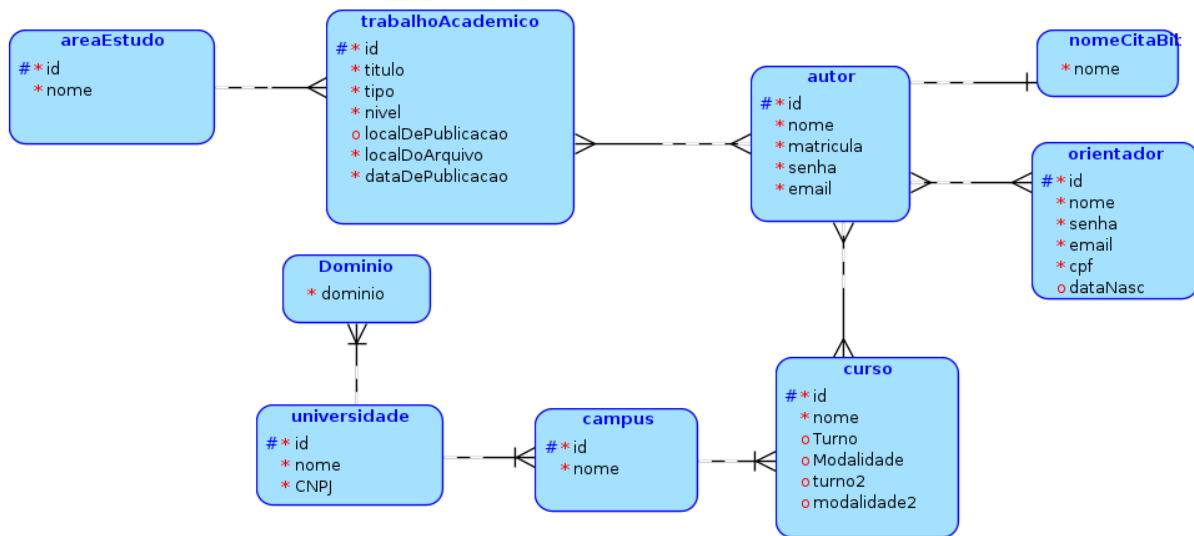 areaEstudo
# * id
* nome
trabalhoAcademico
# * id
* titulo
* tipo
* nivel
o localDePublicacao
* localDoArquivo
* dataDePublicacao
autor
# * id
* nome
* matricula
* senha
* email
nomeCitaBit
* nome
orientador
# * id
* nome
* senha
* email
* cpf
o dataNasc
Dominio
* dominio
universidade
# * id
* nome
* CNPJ
campus
# * id
* nome
curso
# * id
* nome
o Turno
o Modalidade
o turno2
o modalidade2